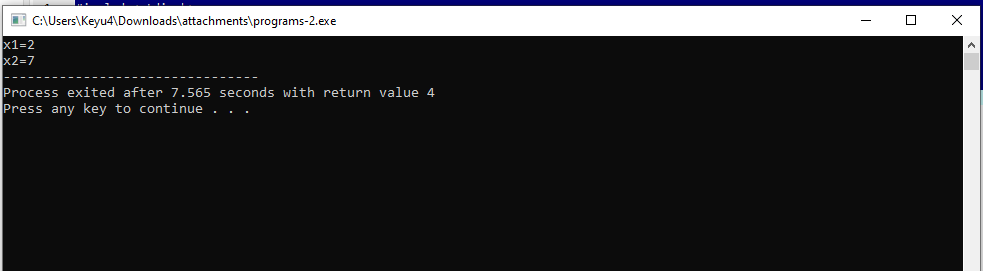 C:\Users\Keyu4\Downloads\attachments\programs-2.exe
x1=2
x2=7
--------------------------------
Process exited after 7.565 seconds with return value 4
Press any key to continue . . .